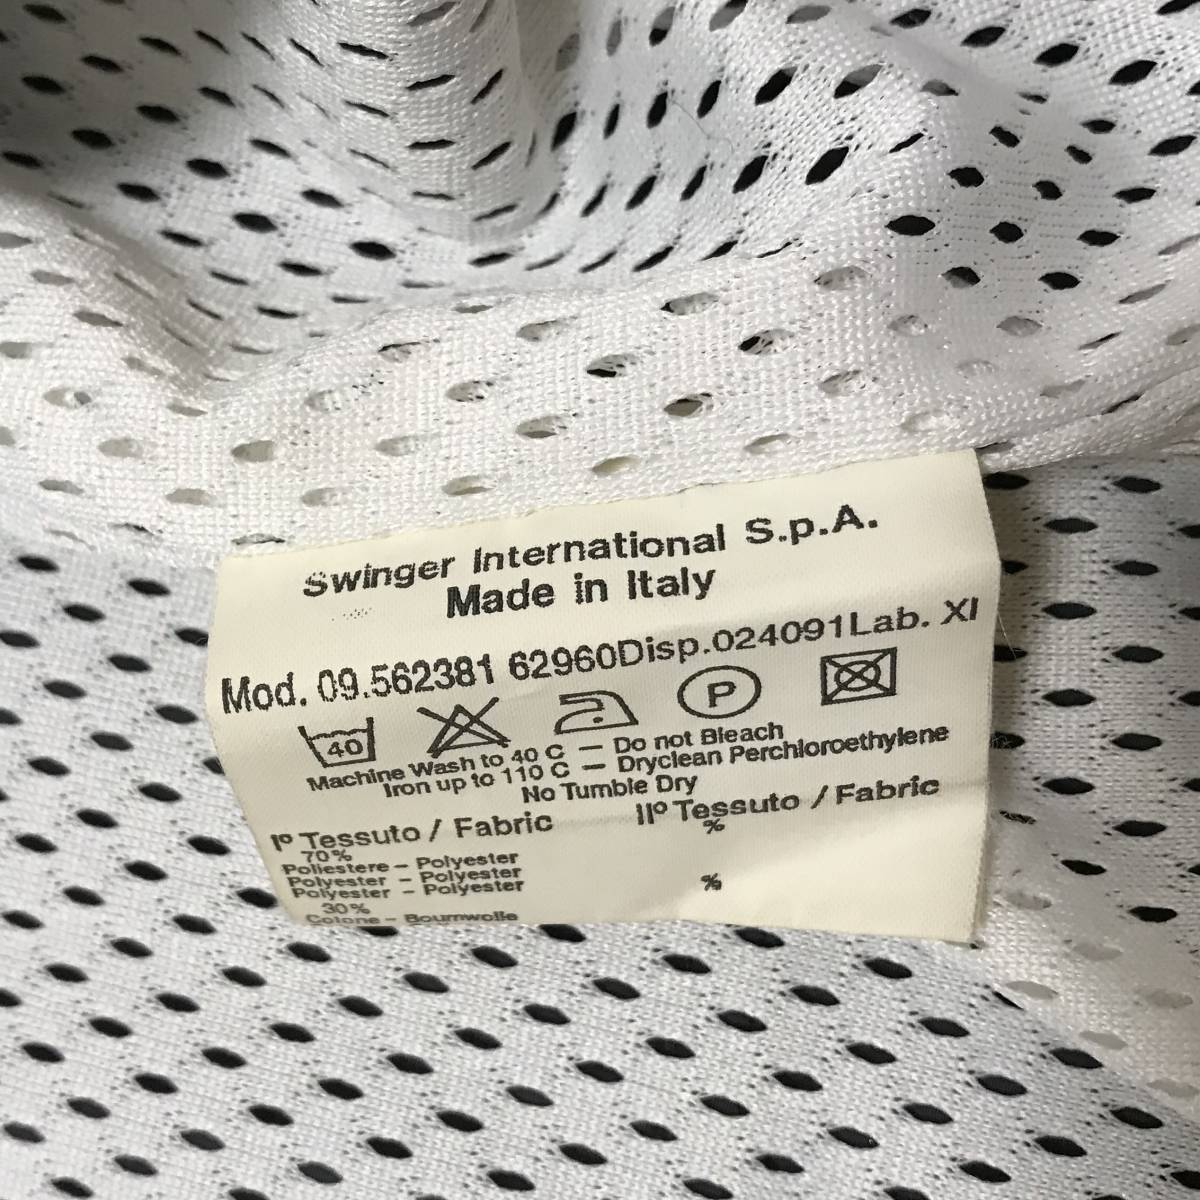 Swinger International S.p.A.
Made in Italy
Mod. 09.562381 62960Disp.024091Lab. XI
40 P
Machine Wash to 40 C – Do not Bleach
Iron up to 110 C – Dryclean Perchloroethylene
No Tumble Dry
Iº Tessuto / Fabric
70%
Poliestere – Polyester
Polyester – Polyester
Polyester – Polyester
30%
Cotone – Boumwolle
IIº Tessuto / Fabric
%
%